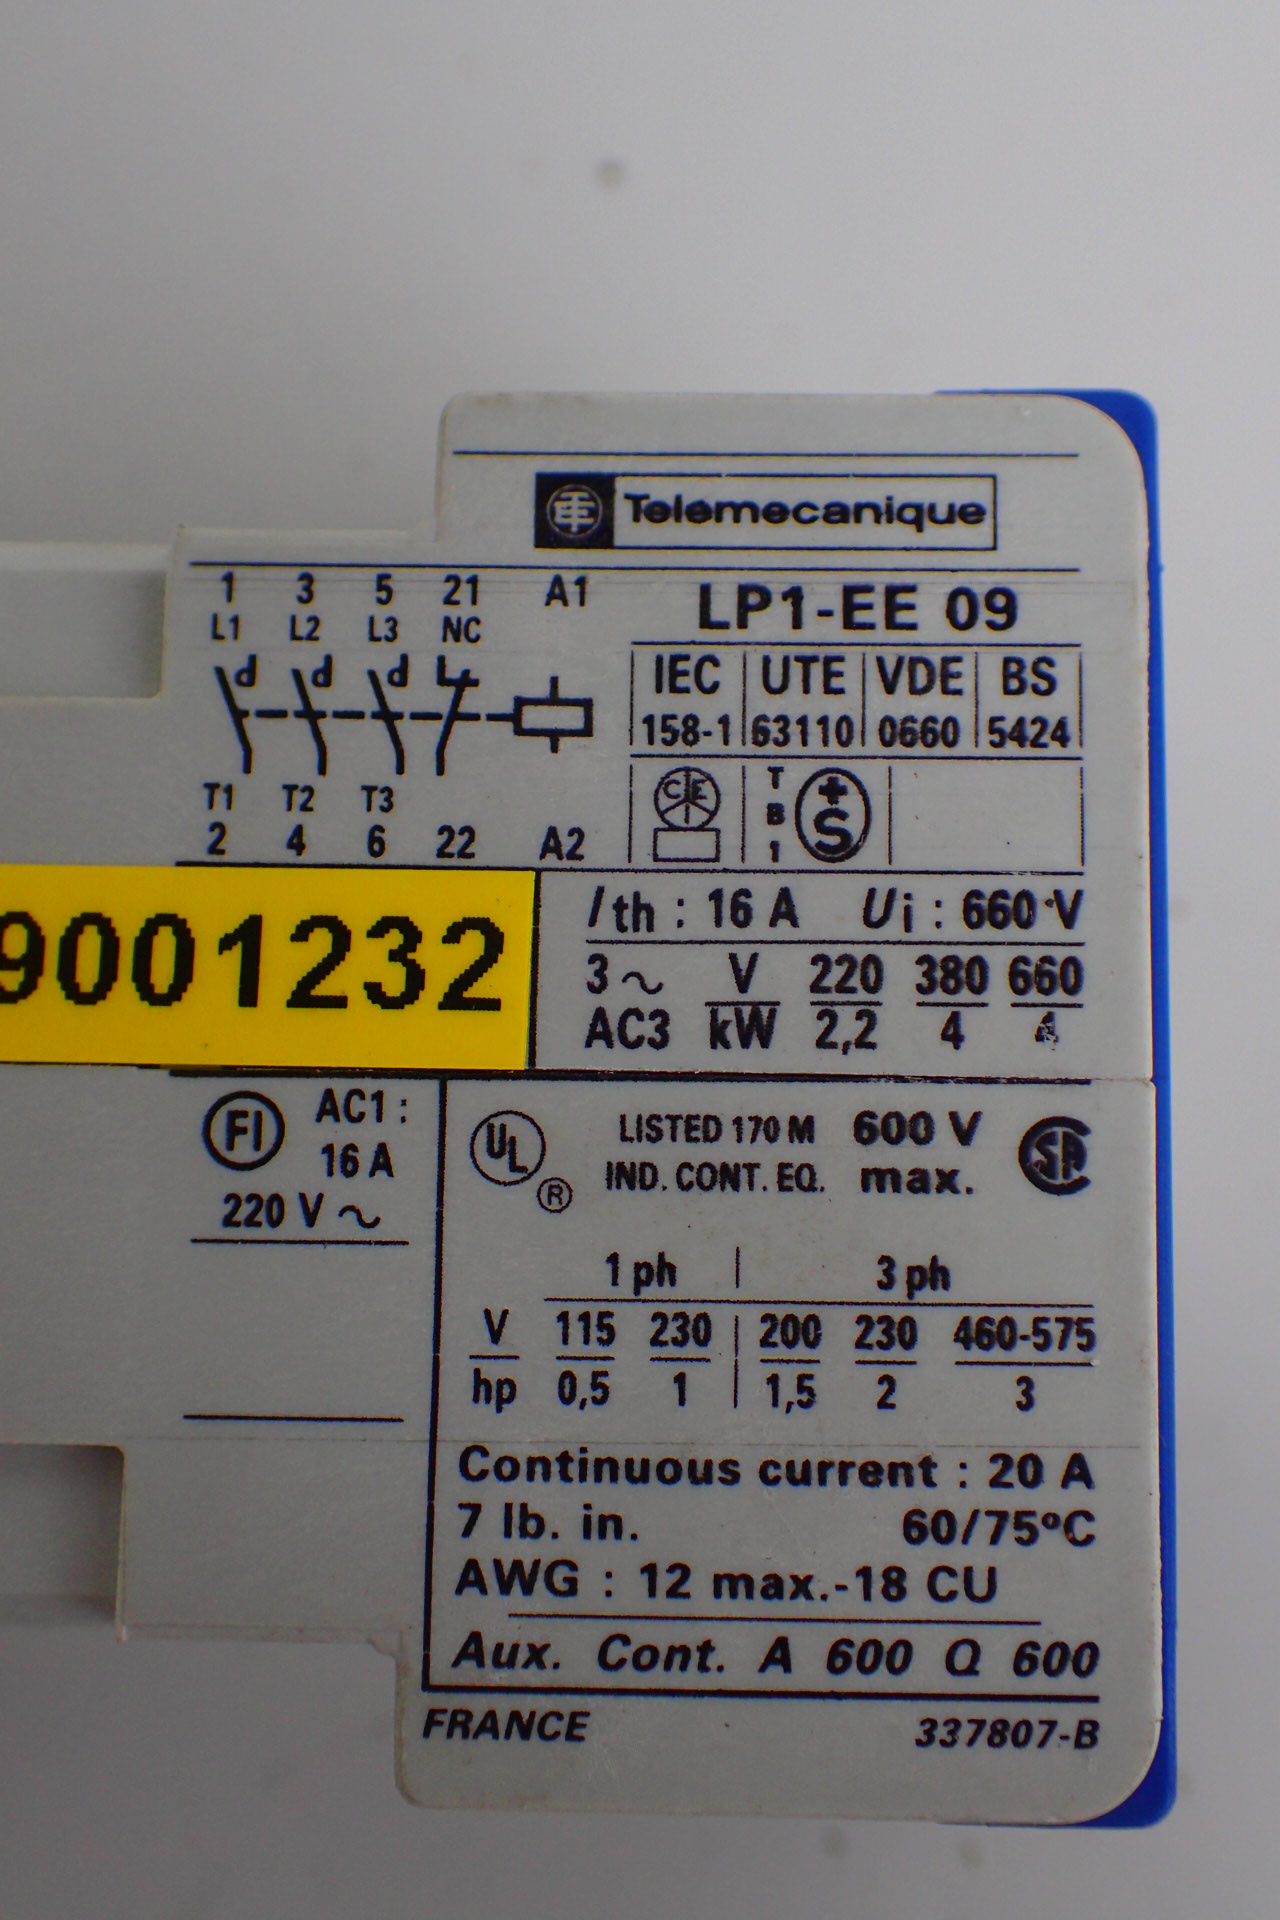 Telemecanique
LP1-EE 09
1 3 5 21 A1
L1 L2 L3 NC
T1 T2 T3
2 4 6 22 A2
IEC UTE VDE BS
158-1 63110 0660 5424
CE
T
B
1
+
S
9001232
Ith : 16 A Ui : 660 V
3~ V 220 380 660
AC3 kW 2,2 4 4
FI AC1 :
16 A
220 V ~
UL ® LISTED 170 M 600 V SA
IND. CONT. EQ. max.
1 ph 3 ph
V 115 230 200 230 460-575
hp 0,5 1 1,5 2 3
Continuous current : 20 A
7 lb. in. 60/75°C
AWG : 12 max.-18 CU
Aux. Cont. A 600 Q 600
FRANCE 337807-B